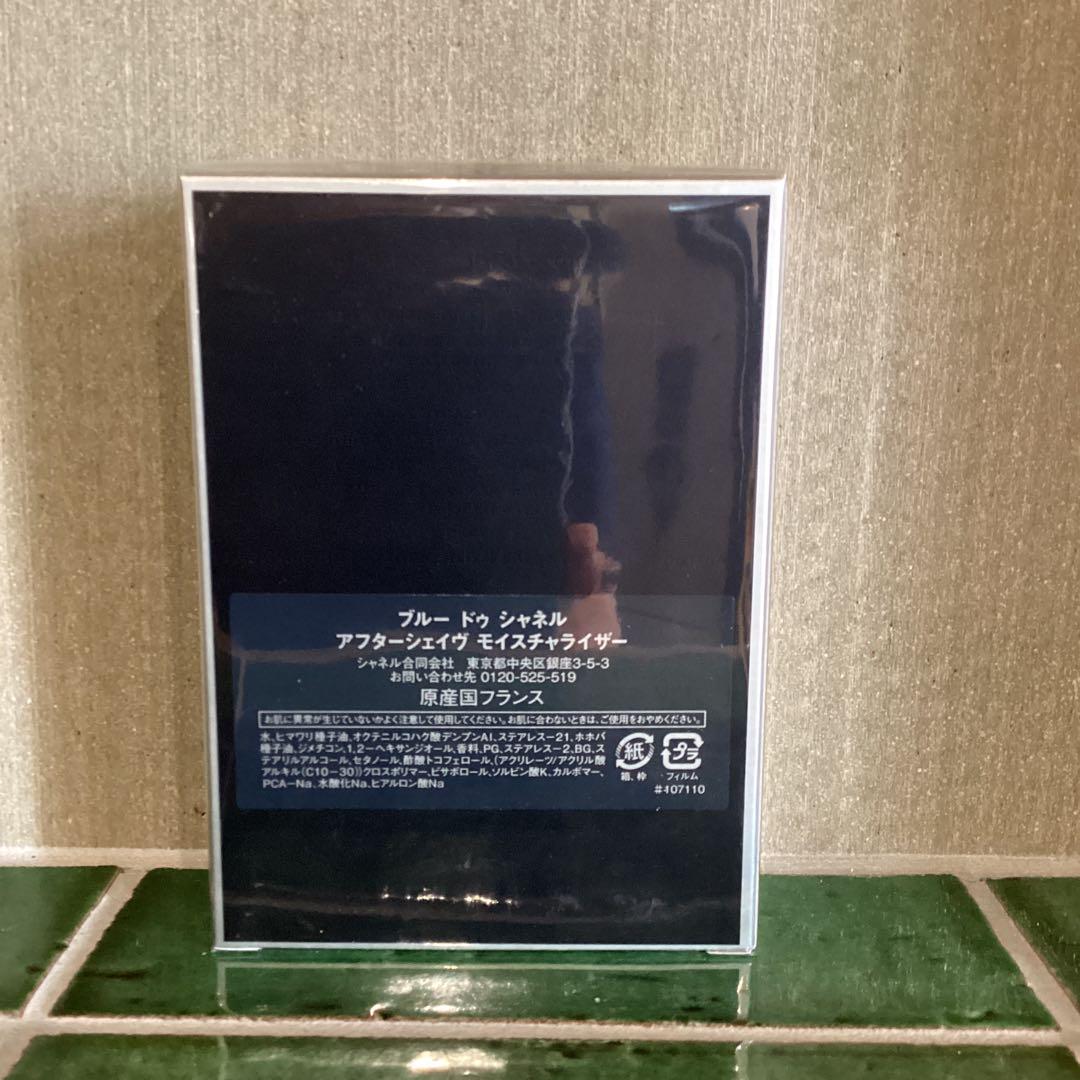 ブルー ドゥ シャネル
アフターシェイヴ モイスチャライザー
シャネル合同会社 東京都中央区銀座3-5-3
お問い合わせ先 0120-525-519
原産国フランス
お肌に異常が生じていないかよく注意して使用してください。お肌に合わないときは、ご使用をおやめください。
水、ヒマワリ種子油、オクテニルコハク酸デンプンAl、ステアレス-21、ホホバ
種子油、ジメチコン、1,2-ヘキサンジオール、香料、PG、ステアレス-2、BG、ス
テアリルアルコール、セタノール、酢酸トコフェロール、(アクリレーツ/アクリル酸
アルキル(C10-30))クロスポリマー、ビサボロール、ソルビン酸K、カルボマー、
PCA-Na、水酸化Na、ヒアルロン酸Na
紙 プラ
箱、枠 フィルム
#407110